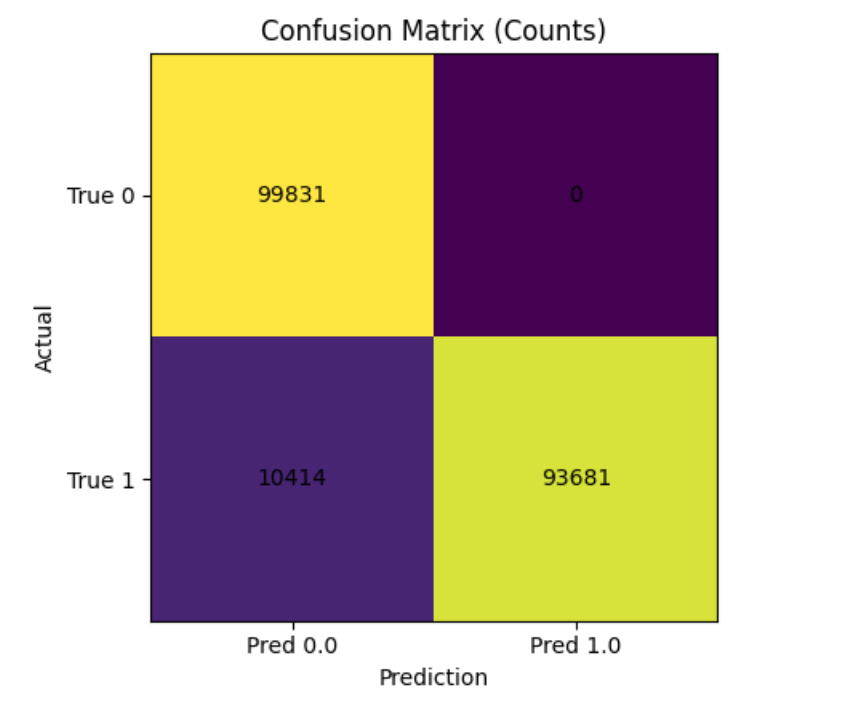 Confusion Matrix (Counts)
True 0
99831
0
Actual
True 1
10414
93681
Pred 0.0
Pred 1.0
Prediction